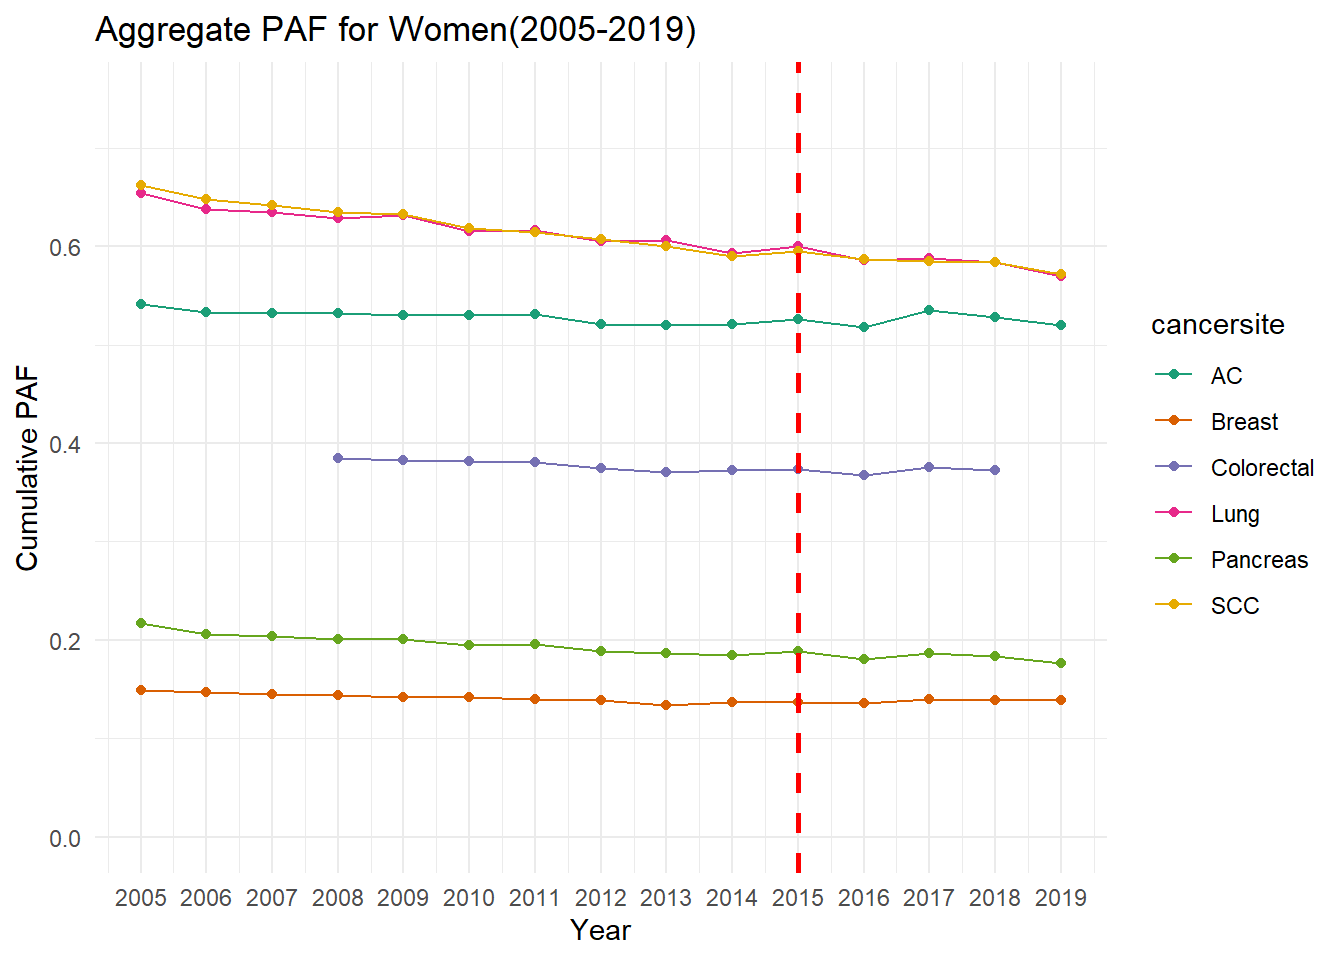 Aggregate PAF for Women(2005-2019)
Cumulative PAF
0.6
0.4
0.2
0.0
2005 2006 2007 2008 2009 2010 2011 2012 2013 2014 2015 2016 2017 2018 2019
Year
cancersite
AC
Breast
Colorectal
Lung
Pancreas
SCC